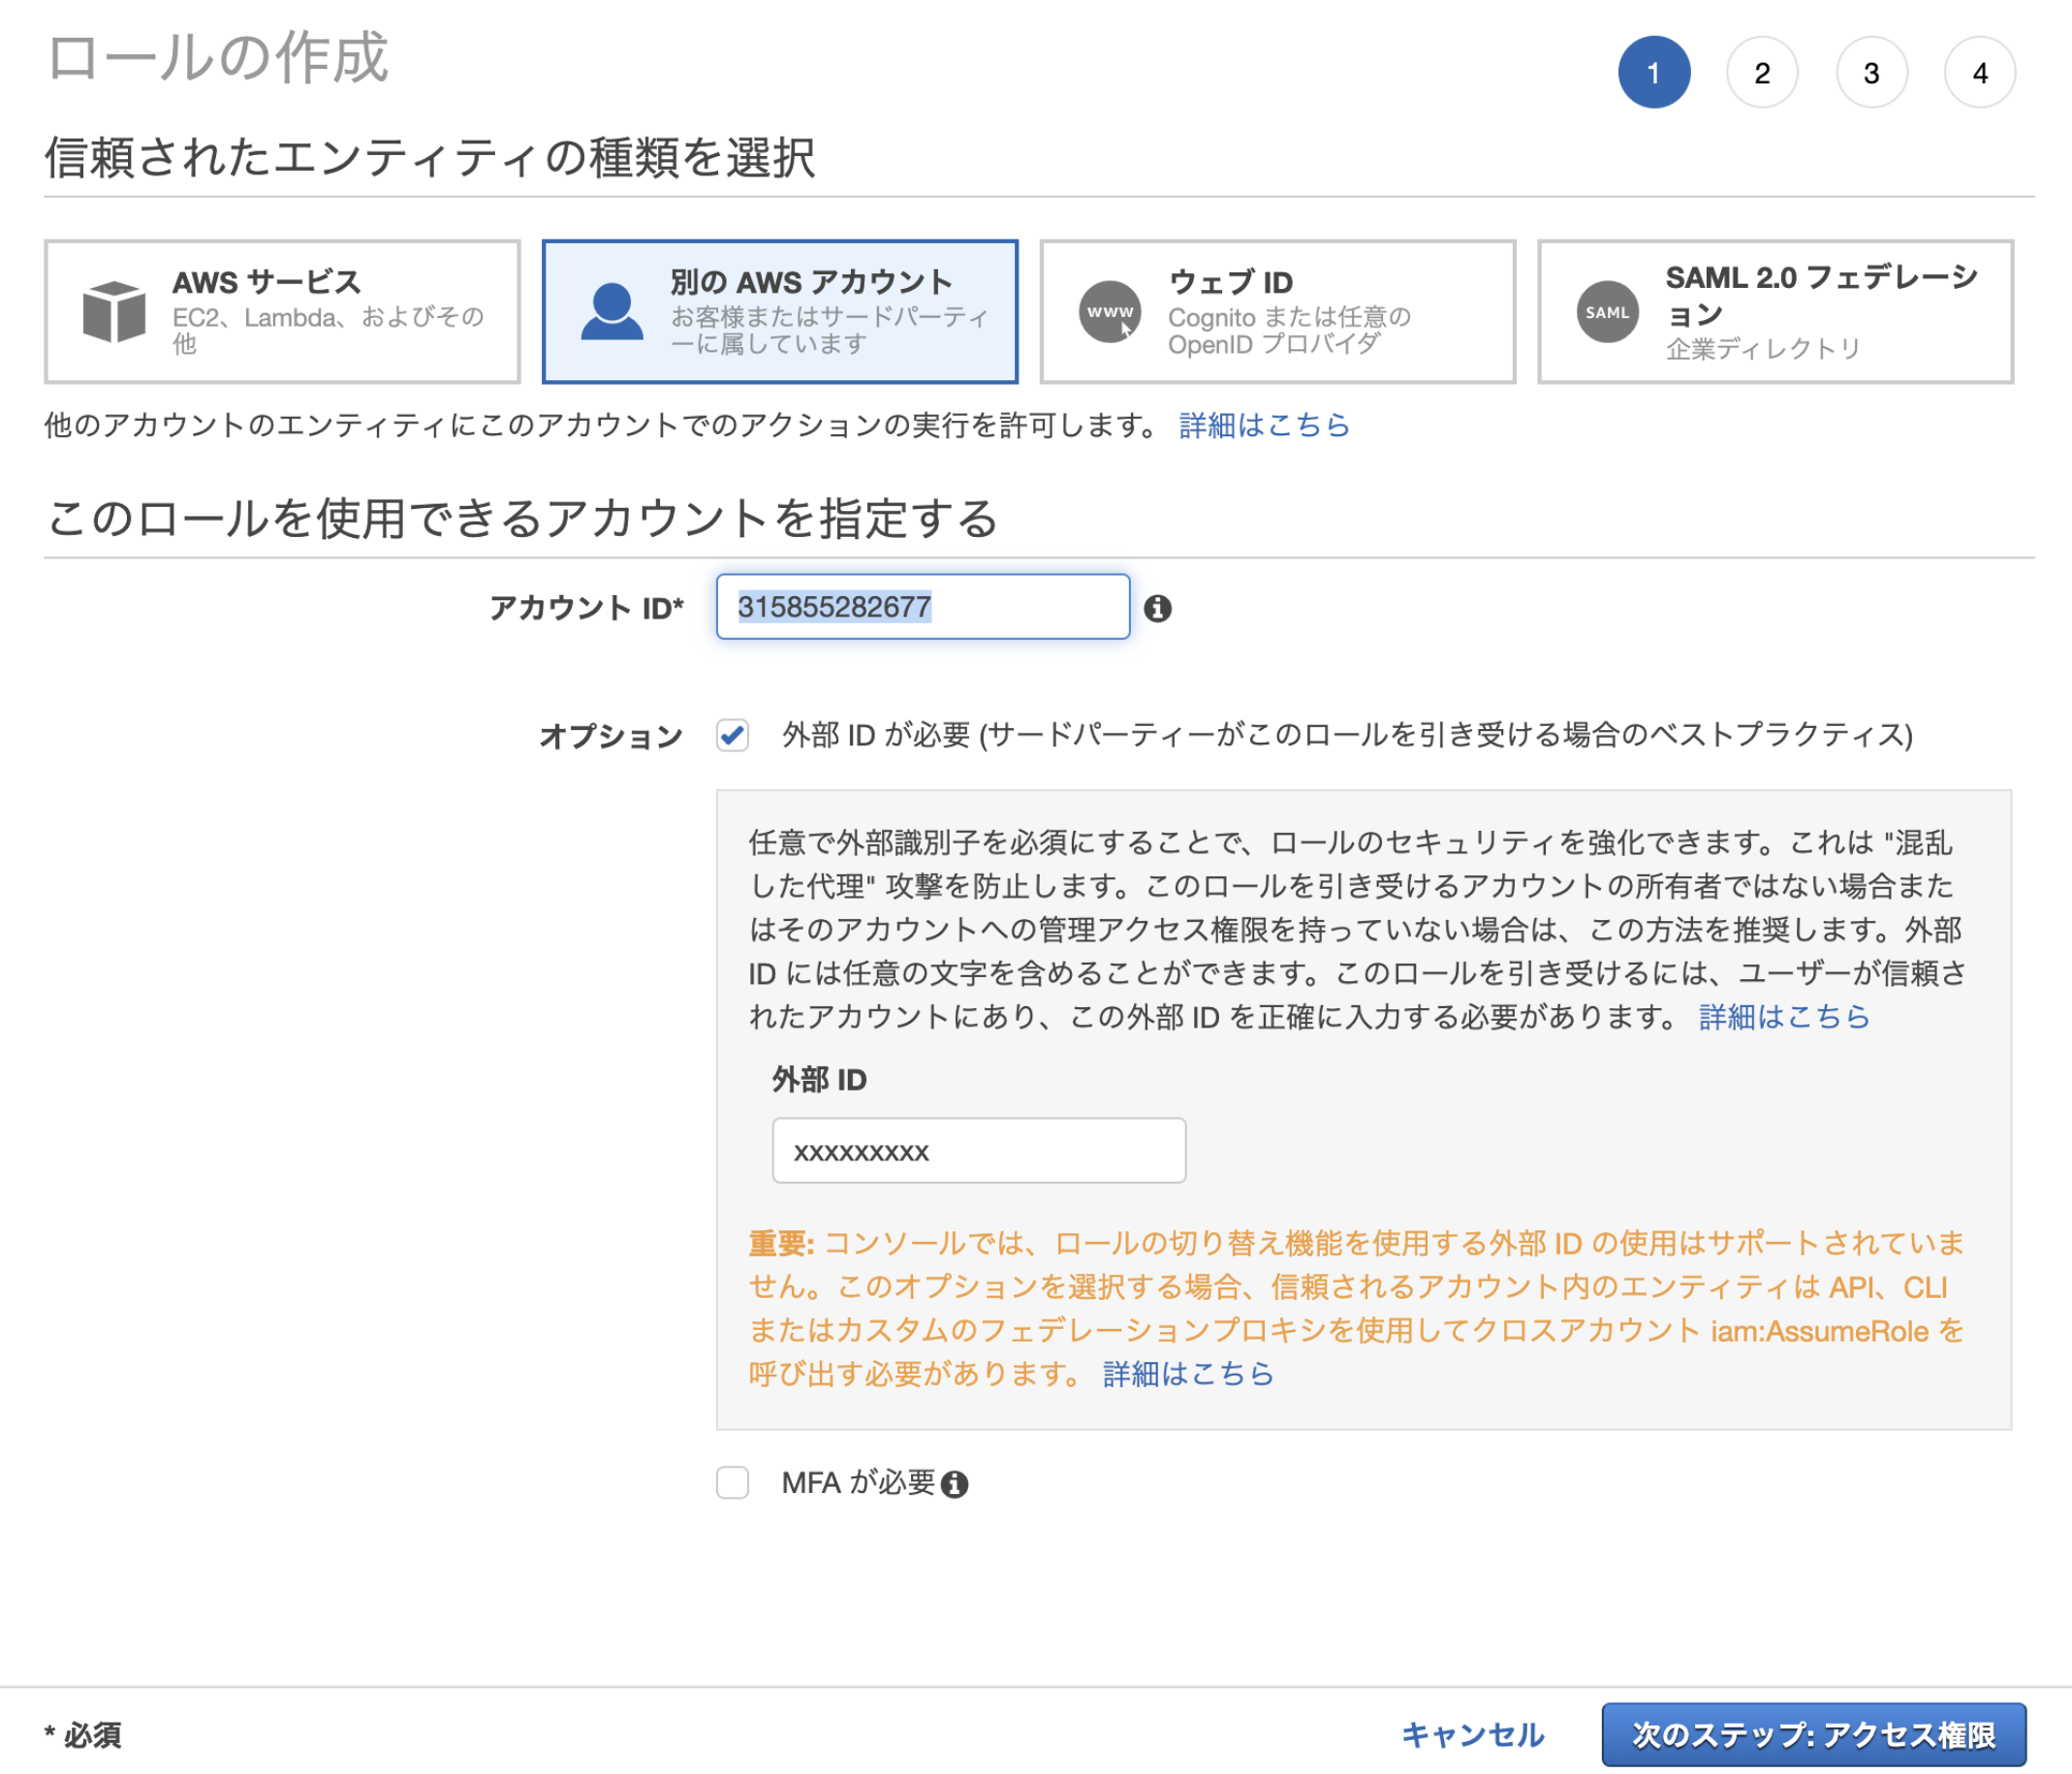 ロールの作成
1 2 3 4
信頼されたエンティティの種類を選択
AWS サービス
EC2、Lambda、およびその
他
別の AWS アカウント
お客様またはサードパーティ
ーに属しています
WWW
ウェブ ID
Cognito または任意の
OpenID プロバイダ
SAML
SAML 2.0 フェデレーシ
ョン
企業ディレクトリ
他のアカウントのエンティティにこのアカウントでのアクションの実行を許可します。 詳細はこちら
このロールを使用できるアカウントを指定する
アカウント ID* 315855282677
オプション 外部 ID が必要 (サードパーティーがこのロールを引き受ける場合のベストプラクティス)
任意で外部識別子を必須にすることで、ロールのセキュリティを強化できます。これは "混乱
した代理" 攻撃を防止します。このロールを引き受けるアカウントの所有者ではない場合また
はそのアカウントへの管理アクセス権限を持っていない場合は、この方法を推奨します。外部
ID には任意の文字を含めることができます。このロールを引き受けるには、ユーザーが信頼さ
れたアカウントにあり、この外部 ID を正確に入力する必要があります。 詳細はこちら
外部 ID
xxxxxxxxx
重要: コンソールでは、ロールの切り替え機能を使用する外部 ID の使用はサポートされていま
せん。このオプションを選択する場合、信頼されるアカウント内のエンティティは API、CLI
またはカスタムのフェデレーションプロキシを使用してクロスアカウント iam:AssumeRole を
呼び出す必要があります。 詳細はこちら
MFA が必要
* 必須
キャンセル
次のステップ: アクセス権限